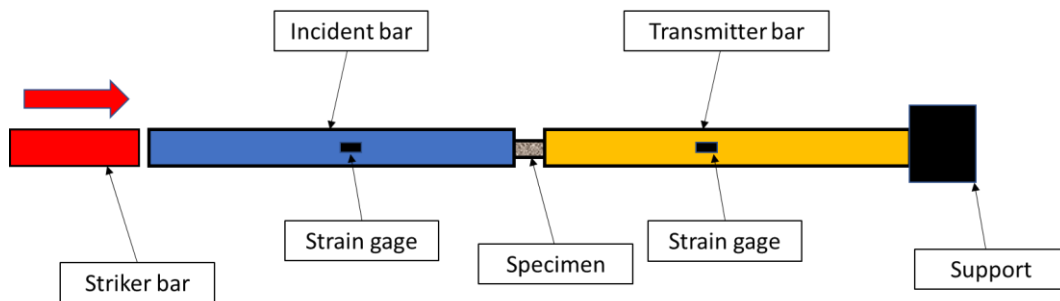 Incident bar
Transmitter bar
Strain gage
Specimen
Strain gage
Support
Striker bar